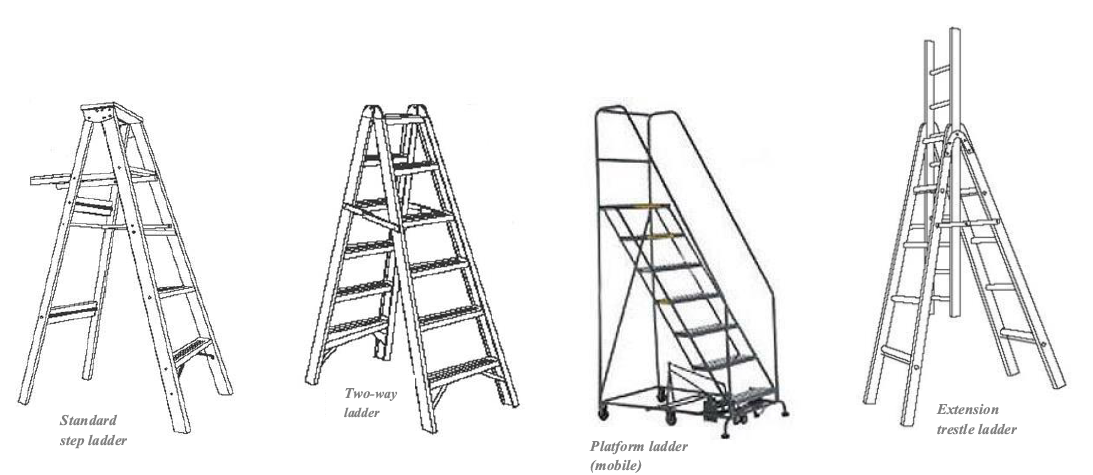 Standard
step ladder
Two-way
ladder
Platform ladder
(mobile)
Extension
trestle ladder